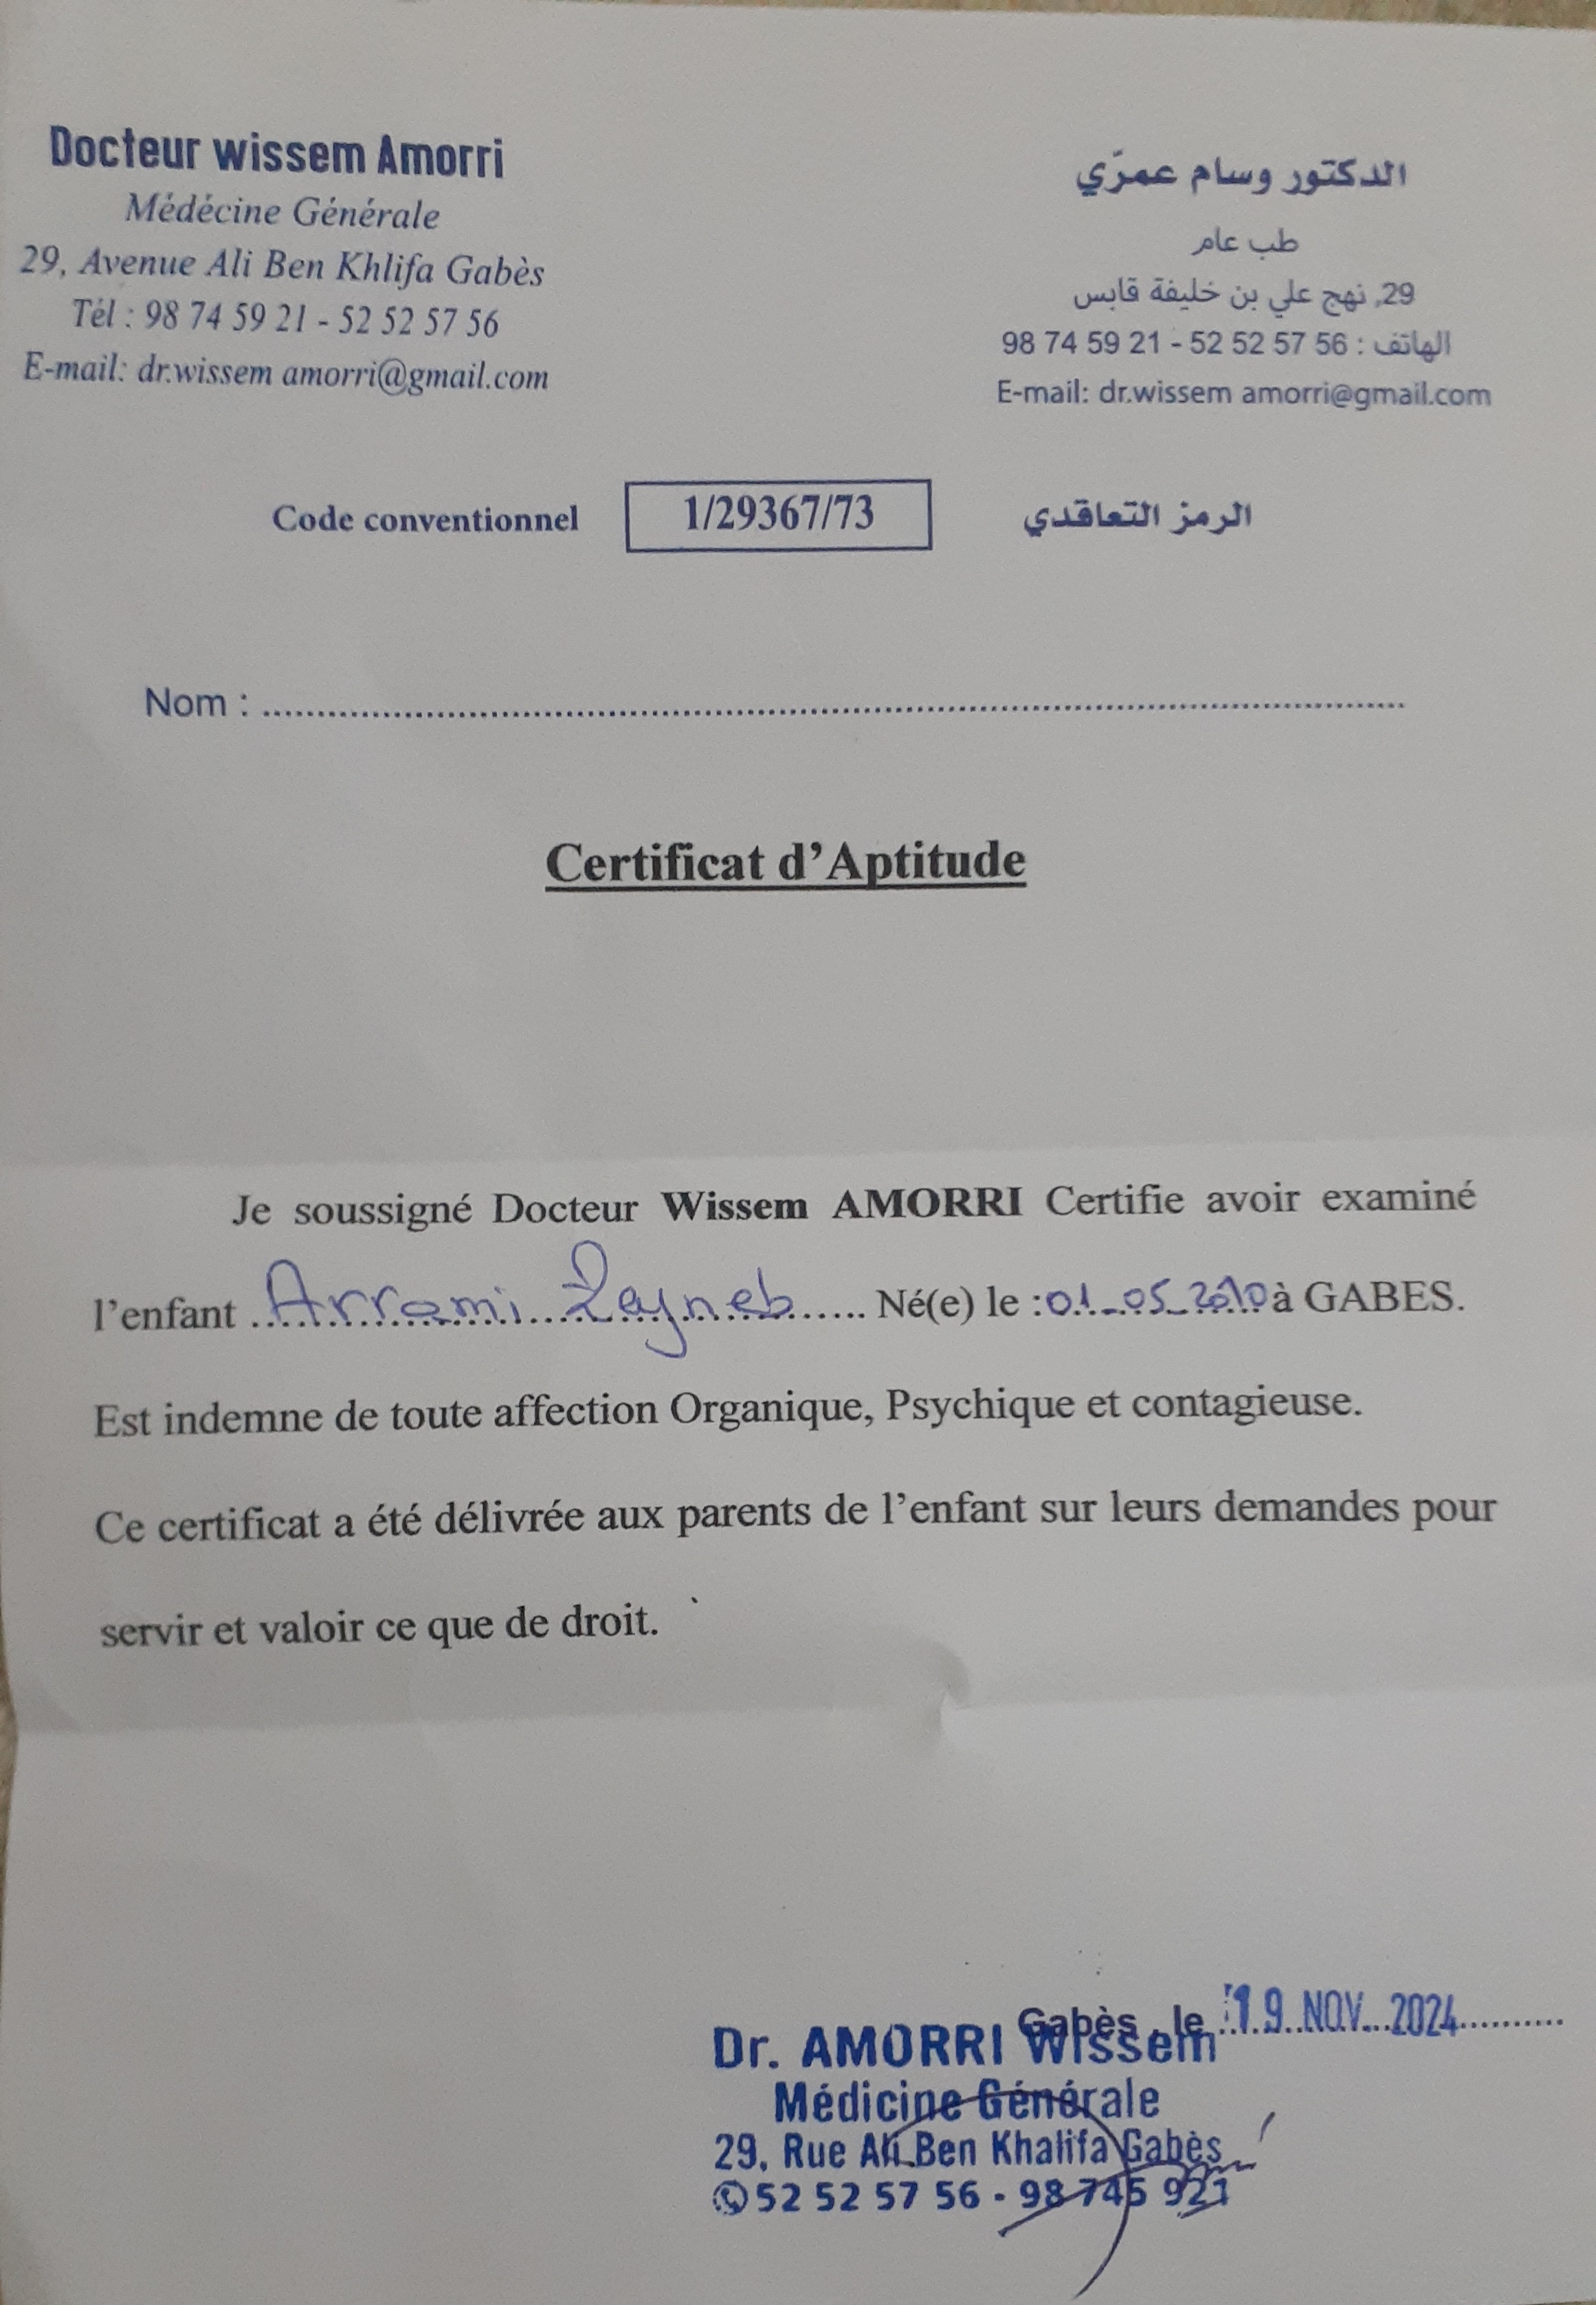 Docteur wissem Amorri
Médécine Générale
29, Avenue Ali Ben Khlifa Gabès
Tél : 98 74 59 21 - 52 52 57 56
E-mail: dr.wissem amorri@gmail.com
الدكتور وسام عمرّي
طب عام
29, نهج علي بن خليفة قابس
الهاتف : 56 57 52 52 - 21 59 74 98
E-mail: dr.wissem amorri@gmail.com
Code conventionnel 1/29367/73 الرمز التعاقدي
Nom : ........................................................................
Certificat d’Aptitude
Je soussigné Docteur Wissem AMORRI Certifie avoir examiné
l’enfant Arrami Zeyneb ..... Né(e) le : 01_05_2010 à GABES.
Est indemne de toute affection Organique, Psychique et contagieuse.
Ce certificat a été délivrée aux parents de l’enfant sur leurs demandes pour
servir et valoir ce que de droit.
Gabès, le 19 NOV. 2024
Dr. AMORRI Wissem
Médicine Générale
29, Rue Ali Ben Khalifa Gabès
52 52 57 56 - 98 745 921